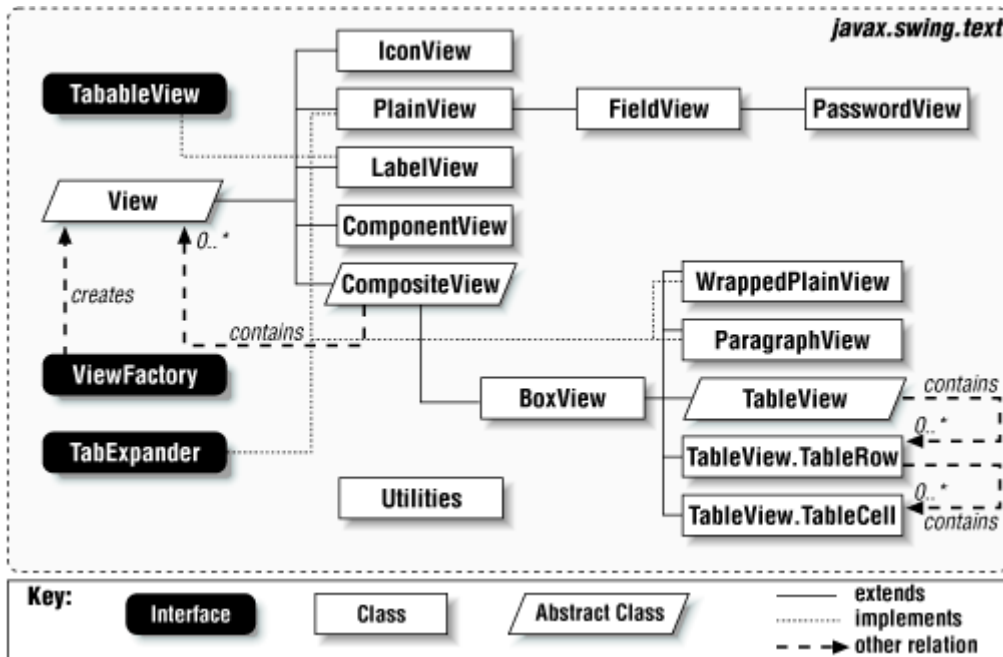 javax.swing.text
IconView
TabableView
PlainView
FieldView
PasswordView
LabelView
View
0..*
ComponentView
CompositeView
WrappedPlainView
creates
contains
ParagraphView
ViewFactory
BoxView
TableView
contains
0..*
TabExpander
TableView.TableRow
0..*
Utilities
TableView.TableCell
contains
Key:
Interface
Class
Abstract Class
extends
implements
other relation